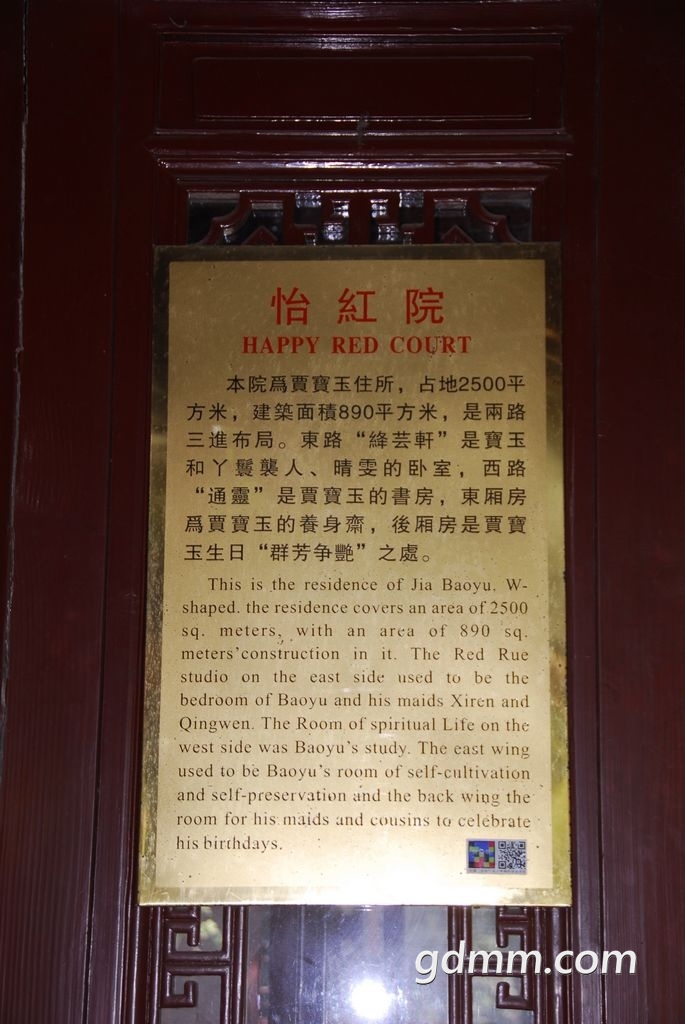 怡紅院
HAPPY RED COURT
本院爲賈寶玉住所，占地2500平
方米，建築面積890平方米，是兩路
三進布局。東路“絳芸軒”是寶玉
和丫鬟襲人、晴雯的卧室，西路
“通靈”是賈寶玉的書房，東厢房
爲賈寶玉的養身齋，後厢房是賈寶
玉生日“群芳争艷”之處。
This is the residence of Jia Baoyu. W-
shaped. the residence covers an area of 2500
sq. meters, with an area of 890 sq.
meters'construction in it. The Red Rue
studio on the east side used to be the
bedroom of Baoyu and his maids Xiren and
Qingwen. The Room of spiritual Life on the
west side was Baoyu's study. The east wing
used to be Baoyu's room of self-cultivation
and self-preservation and the back wing the
room for his maids and cousins to celebrate
his birthdays.
gdmm.com